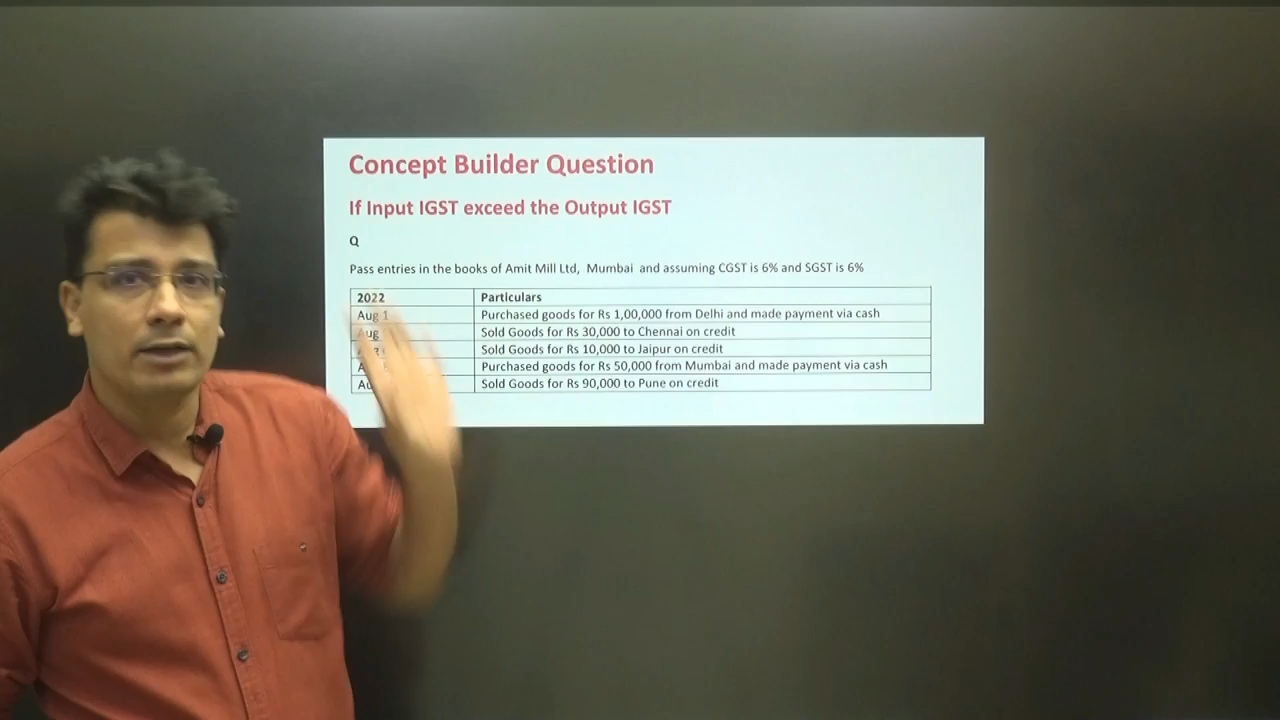 Concept Builder Question
If Input IGST exceed the Output IGST
Q
Pass entries in the books of Amit Mill Ltd, Mumbai and assuming CGST is 6% and SGST is 6%
2022 Particulars
Aug 1 Purchased goods for Rs 1,00,000 from Delhi and made payment via cash
Aug Sold Goods for Rs 30,000 to Chennai on credit
Sold Goods for Rs 10,000 to Jaipur on credit
Purchased goods for Rs 50,000 from Mumbai and made payment via cash
Sold Goods for Rs 90,000 to Pune on credit